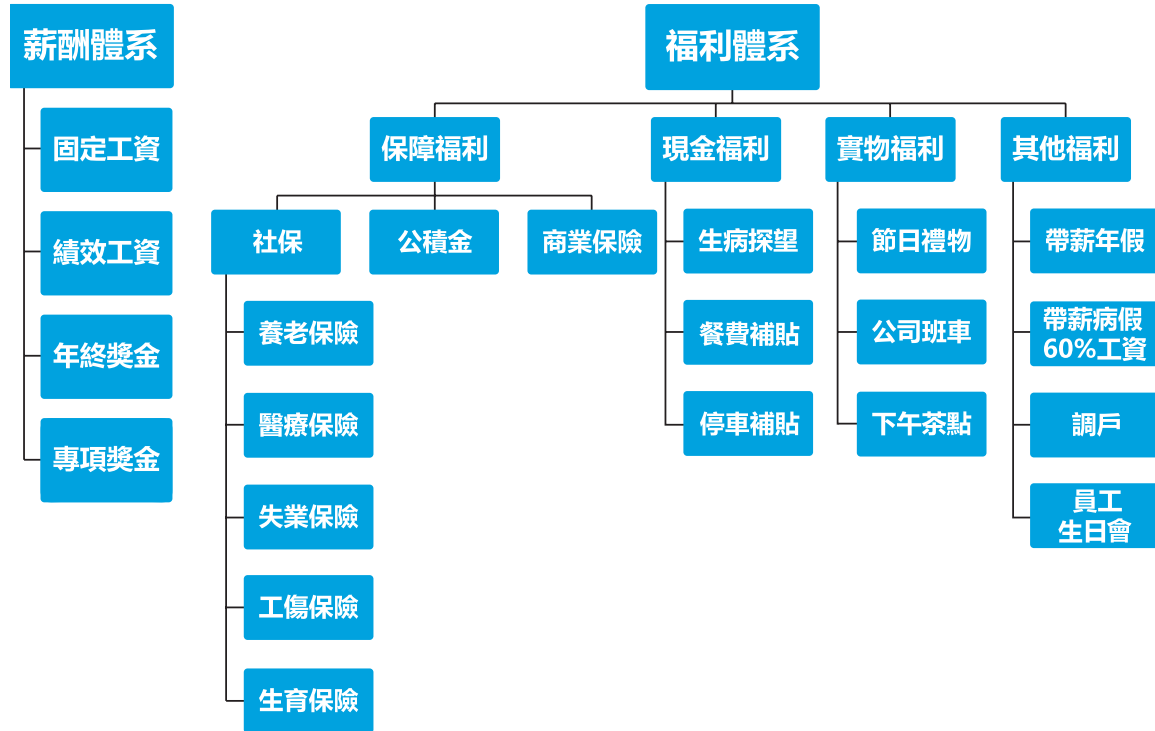 薪酬體系
固定工資
績效工資
年終獎金
專項獎金
福利體系
保障福利
社保
養老保險
醫療保險
失業保險
工傷保險
生育保險
公積金
商業保險
現金福利
生病探望
餐費補貼
停車補貼
實物福利
節日禮物
公司班車
下午茶點
其他福利
帶薪年假
帶薪病假
60%工資
調戶
員工
生日會